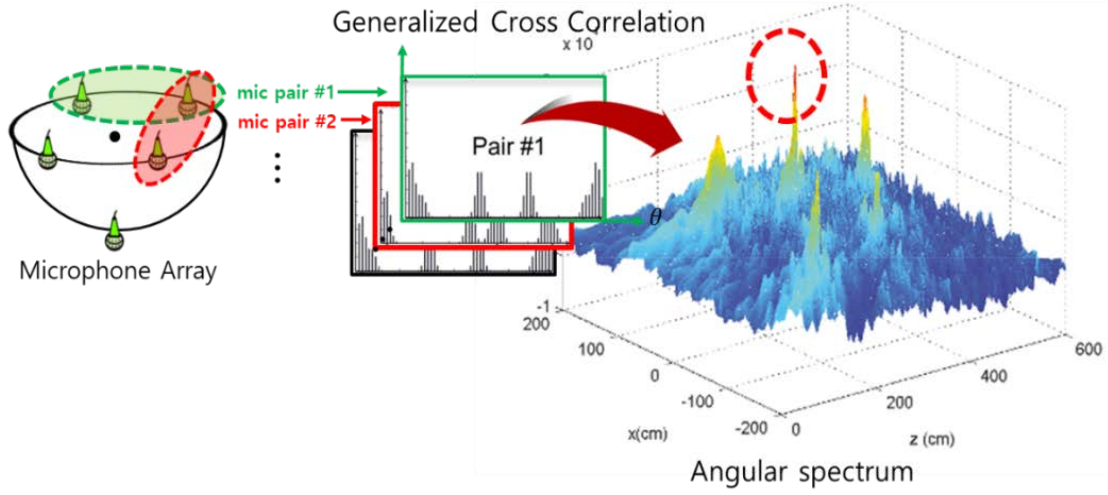 Generalized Cross Correlation
x 10
mic pair #1
mic pair #2
Pair #1
θ
Microphone Array
-1
200
100
0
-100
-200
x(cm)
0
200
400
600
z (cm)
Angular spectrum